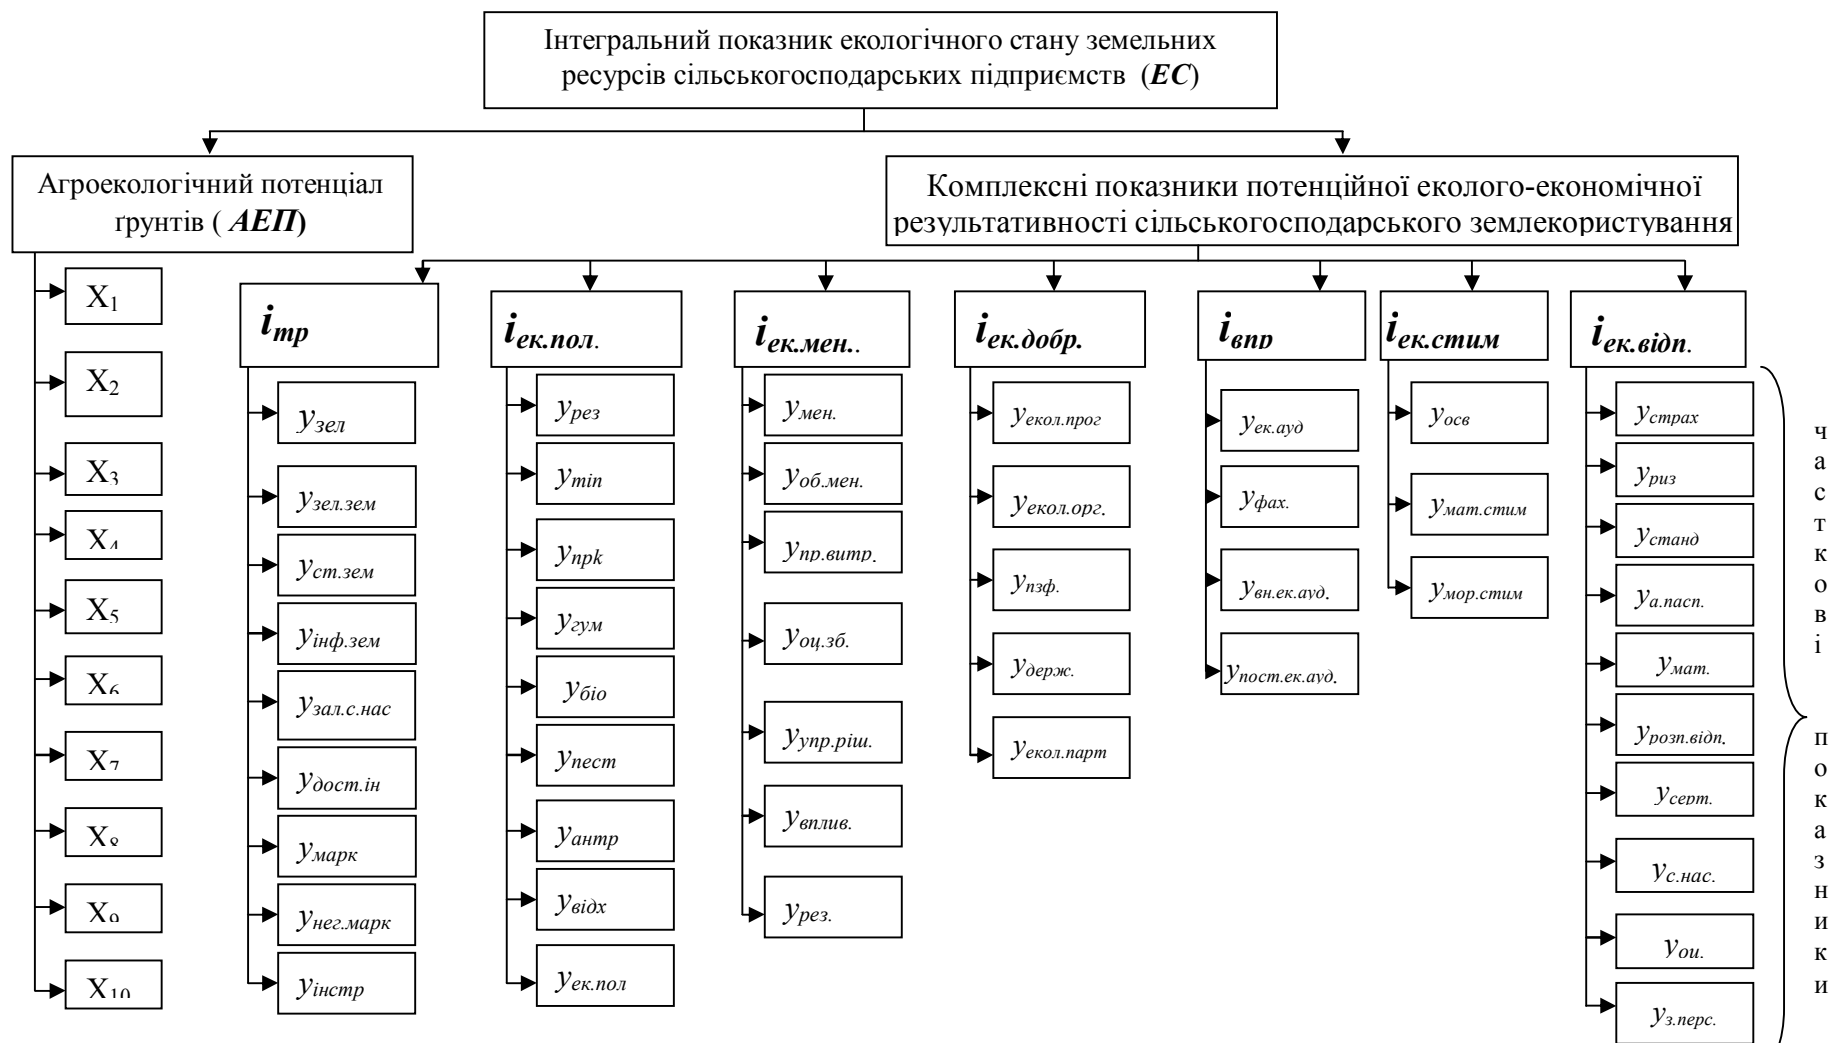 Інтегральний показник екологічного стану земельних
ресурсів сільськогосподарських підприємств (ЕС)
Агроекологічний потенціал
ґрунтів ( АЕП)
Комплексні показники потенційної еколого-економічної
результативності сільськогосподарського землекористування
X1
X2
X3
X4
X5
X6
X7
X8
X9
X10
iтр
yзел
yзел.зем
yст.зем
yінф.зем
yзал.с.нас
yдост.ін
yмарк
yнег.марк
yінстр
iек.пол.
yрез
ymin
yпрк
yгум
yбіо
yпест
yантр
yвідх
yек.пол
iек.мен..
yмен.
yоб.мен.
yпр.витр.
yоц.зб.
yупр.ріш.
yвплив.
yрез.
iек.добр.
yекол.прог
yекол.орг.
yпзф.
yдерж.
yекол.парт
iвпр
yек.ауд
yфах.
yвн.ек.ауд.
yпост.ек.ауд.
iек.стим
yосв
yмат.стим
yмор.стим
iек.відп.
yстрах
yриз
yстанд
yа.пасп.
yмат.
yрозп.відп.
yсерт.
yс.нас.
yоц.
yз.перс.
часткові показники